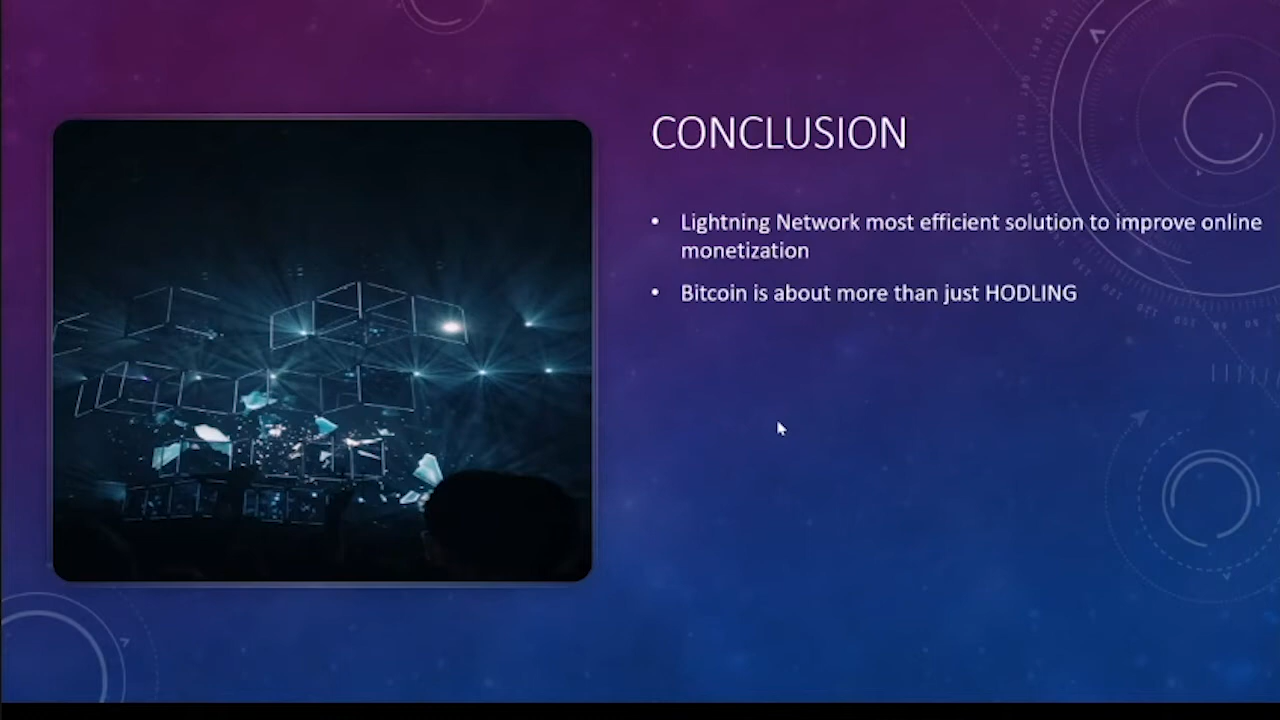 CONCLUSION
• Lightning Network most efficient solution to improve online
monetization
• Bitcoin is about more than just HODLING